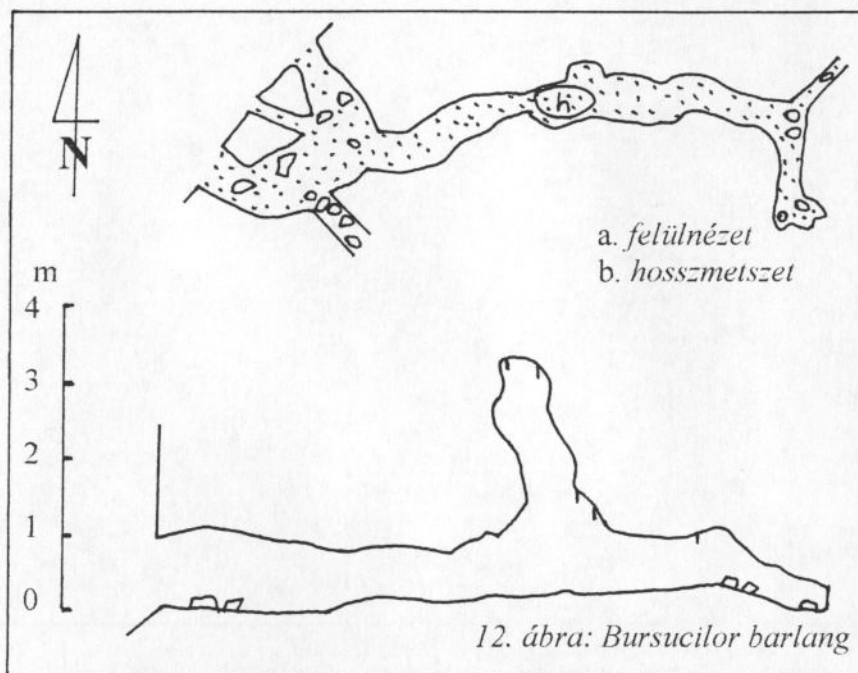 N
h
a. felülnézet
b. hosszmetszet
m
4
3
2
1
0
12. ábra: Bursucilor barlang